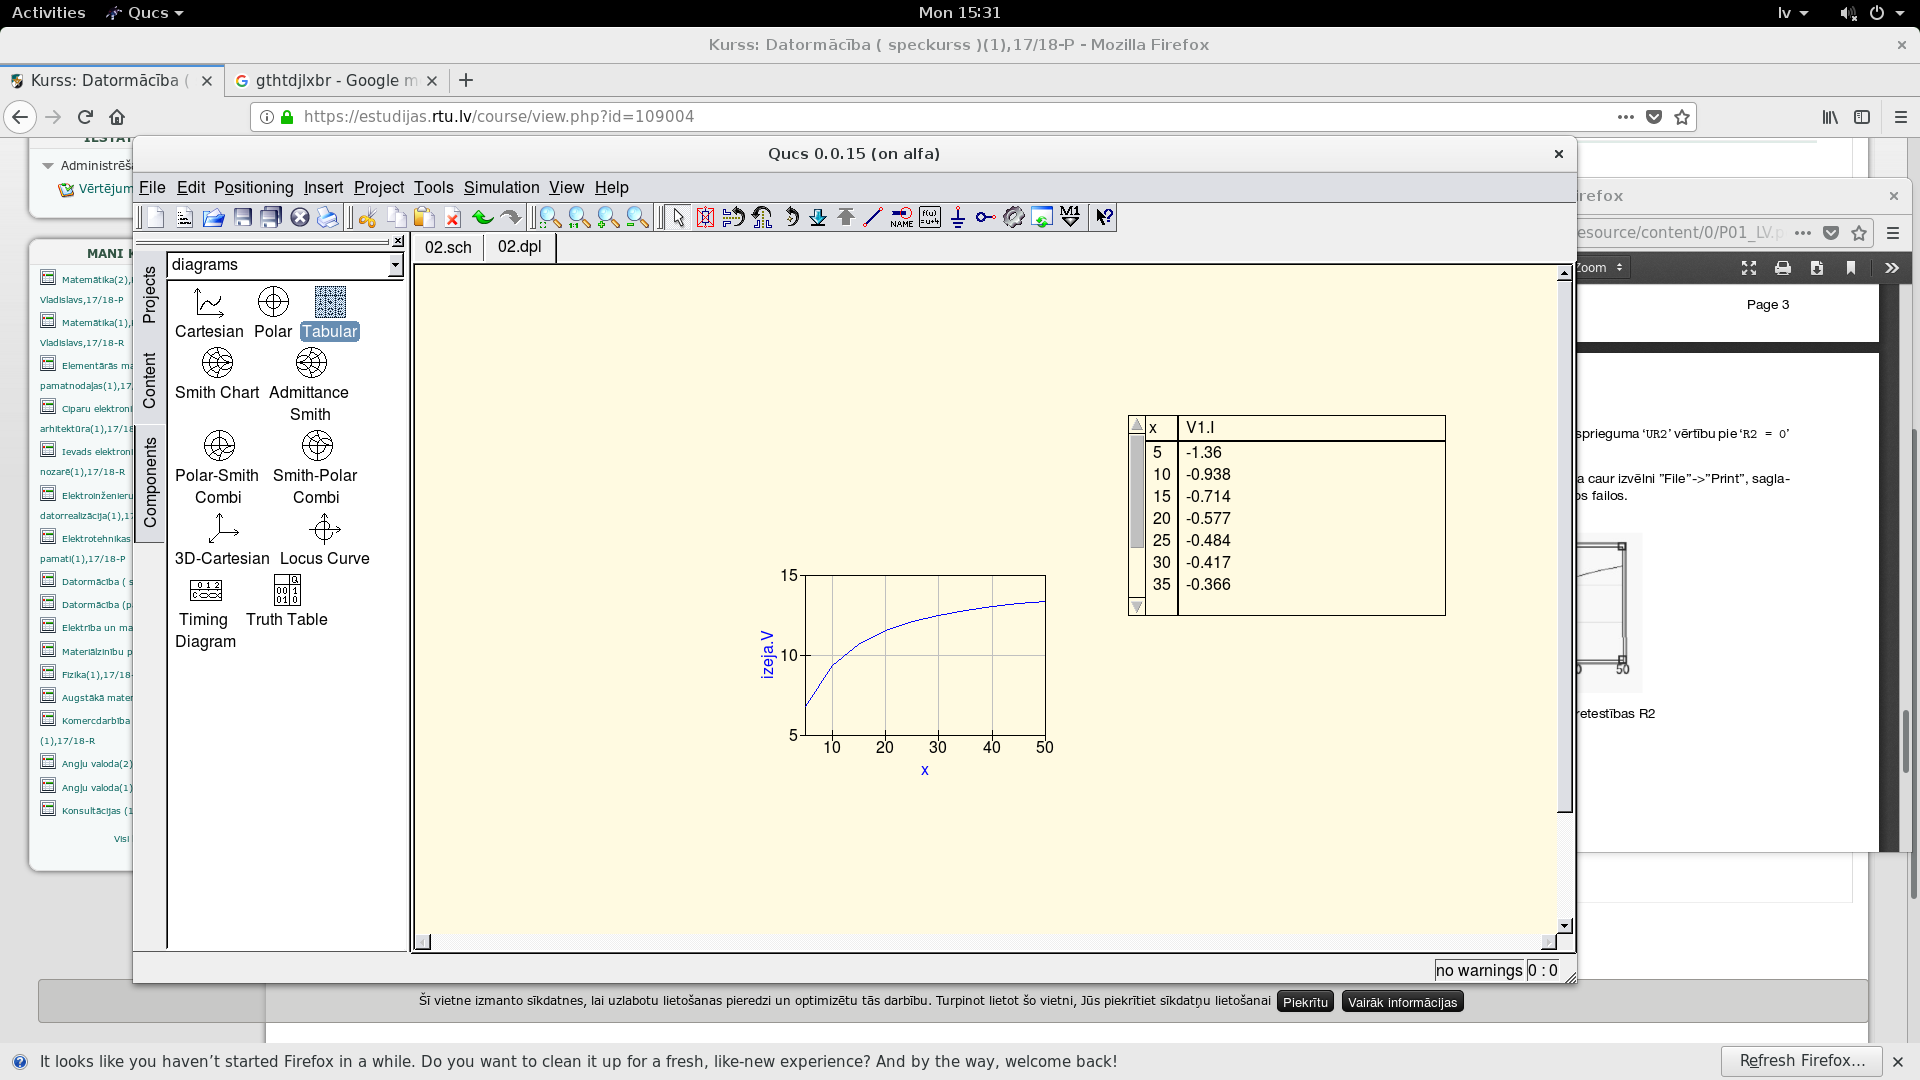 Activities Qucs Mon 15:31 lv
Kurss: Datormācība ( speckurss )(1),17/18-P - Mozilla Firefox
Kurss: Datormācība ( gthtdjlxbr - Google m
https://estudijas.rtu.lv/course/view.php?id=109004
Administrēša
Vērtējum
Qucs 0.0.15 (on alfa)
File Edit Positioning Insert Project Tools Simulation View Help
NAME
M1
02.sch 02.dpl
Projects
Content
Components
diagrams
Cartesian Polar Tabular
Smith Chart Admittance
Smith
Polar-Smith Smith-Polar
Combi Combi
3D-Cartesian Locus Curve
Timing Truth Table
Diagram
15
10
5
izeja.V
10 20 30 40 50
x
x V1.I
5 -1.36
10 -0.938
15 -0.714
20 -0.577
25 -0.484
30 -0.417
35 -0.366
no warnings 0 : 0
MANI K
Matemātika(2),
Vladislavs,17/18-P
Matemātika(1),
Vladislavs,17/18-R
Elementārās ma
pamatnodaļas(1),17
Ciparu elektroni
arhitektūra(1),17/18
Ievads elektroni
nozarē(1),17/18-R
Elektroinženieru
datorrealizācija(1),1
Elektrotehnikas
pamati(1),17/18-P
Datormācība ( s
Datormācība (p
Elektrība un ma
Materiālzinību p
Fizika(1),17/18-
Augstākā mater
Komercdarbība
(1),17/18-R
Angļu valoda(2)
Angļu valoda(1)
Konsultācijas (1
Visi
irefox
esource/content/0/P01_LV.p
Zoom
Page 3
sprieguma ‘UR2’ vērtību pie ‘R2 = 0’
a caur izvēlni ”File”->”Print”, sagla-
os failos.
50
retestības R2
Šī vietne izmanto sīkdatnes, lai uzlabotu lietošanas pieredzi un optimizētu tās darbību. Turpinot lietot šo vietni, Jūs piekrītiet sīkdatņu lietošanai Piekrītu Vairāk informācijas
It looks like you haven’t started Firefox in a while. Do you want to clean it up for a fresh, like-new experience? And by the way, welcome back! Refresh Firefox...